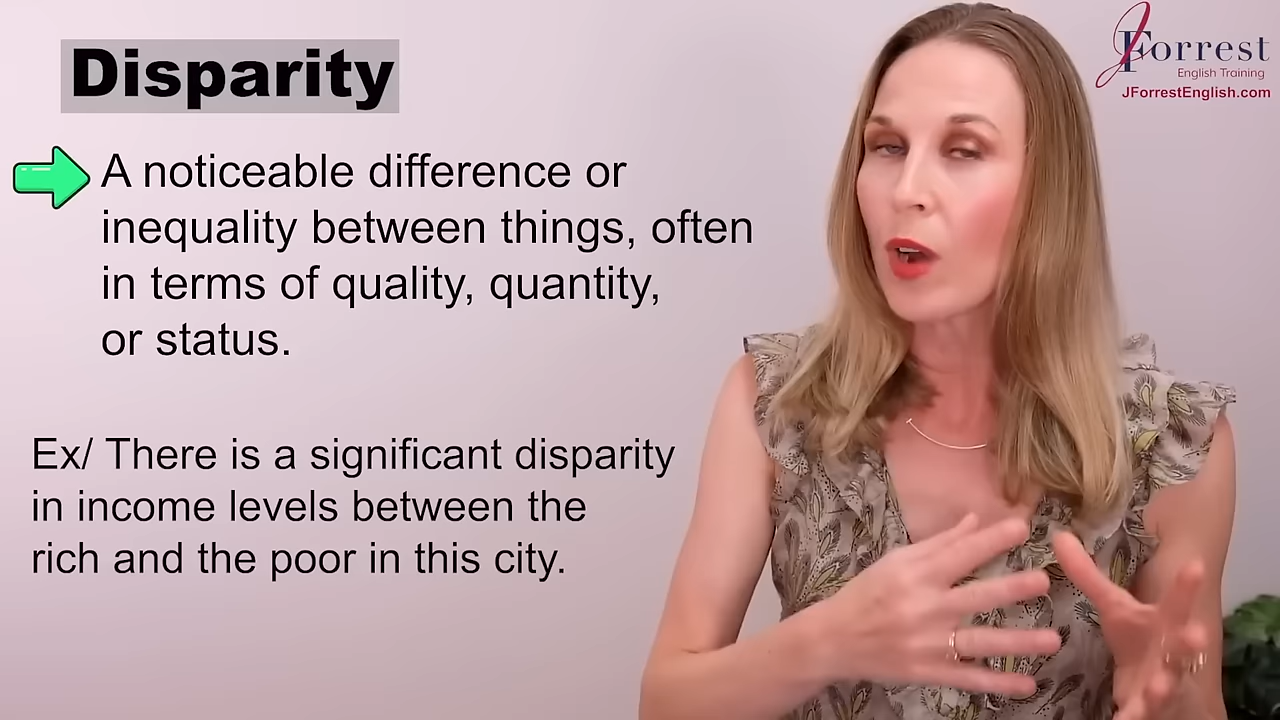 Disparity
A noticeable difference or
inequality between things, often
in terms of quality, quantity,
or status.
Ex/ There is a significant disparity
in income levels between the
rich and the poor in this city.
JForrest
English Training
JForrestEnglish.com